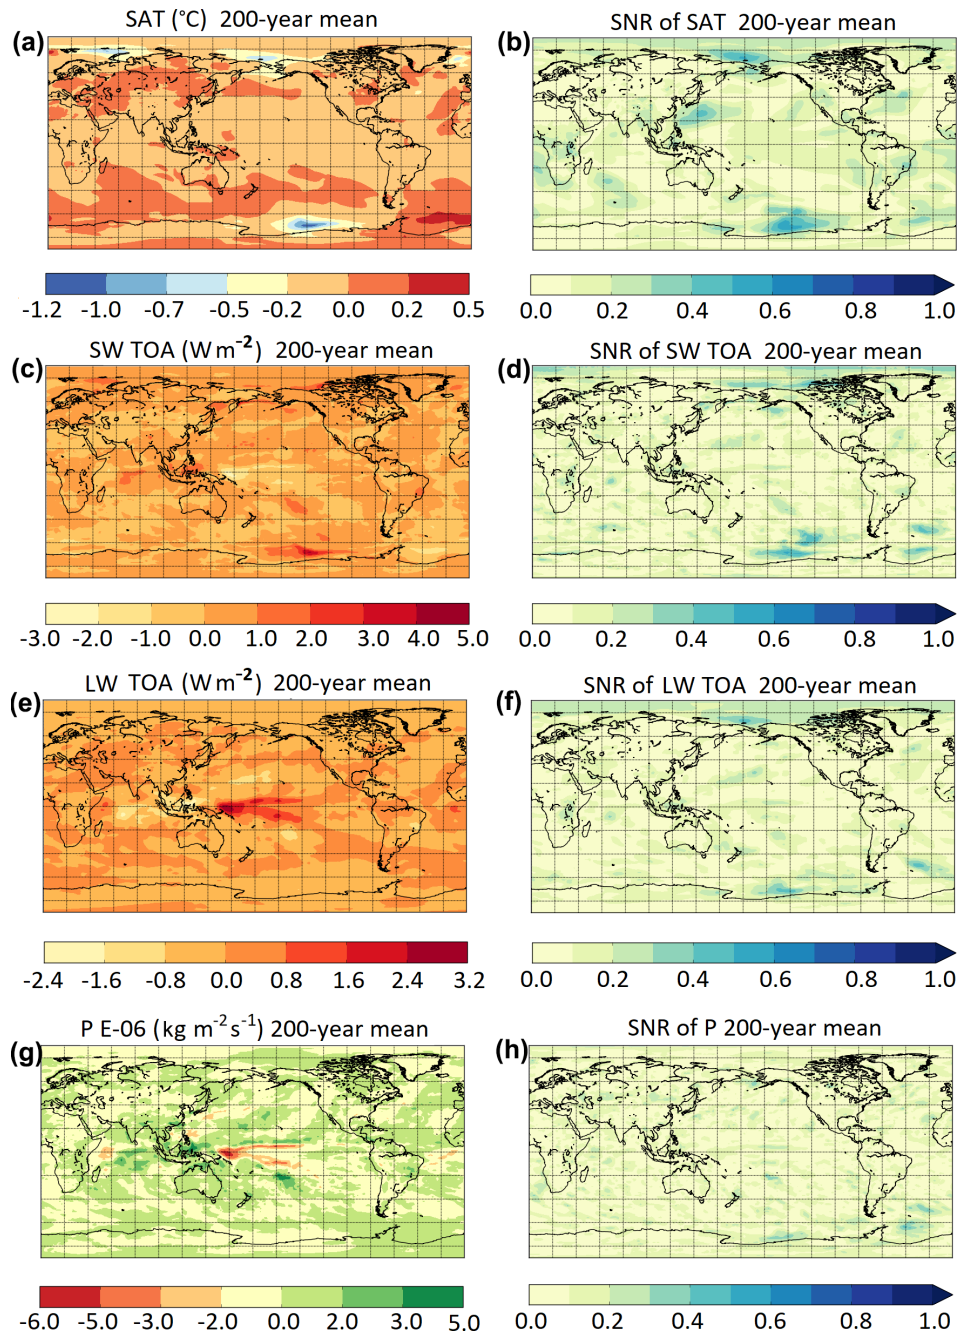 SAT (°C) 200-year mean
SNR of SAT 200-year mean
(a)
(b)
-1.2 -1.0 -0.7 -0.5 -0.2 0.0 0.2 0.5
0.0 0.2 0.4 0.6 0.8 1.0
SW TOA (W m⁻²) 200-year mean
SNR of SW TOA 200-year mean
(c)
(d)
-3.0 -2.0 -1.0 0.0 1.0 2.0 3.0 4.0 5.0
0.0 0.2 0.4 0.6 0.8 1.0
LW TOA (W m⁻²) 200-year mean
SNR of LW TOA 200-year mean
(e)
(f)
-2.4 -1.6 -0.8 0.0 0.8 1.6 2.4 3.2
0.0 0.2 0.4 0.6 0.8 1.0
P E-06 (kg m⁻² s⁻¹) 200-year mean
SNR of P 200-year mean
(g)
(h)
-6.0 -5.0 -2.0 -1.0 0.0 2.0 3.0 5.0
0.0 0.2 0.4 0.6 0.8 1.0